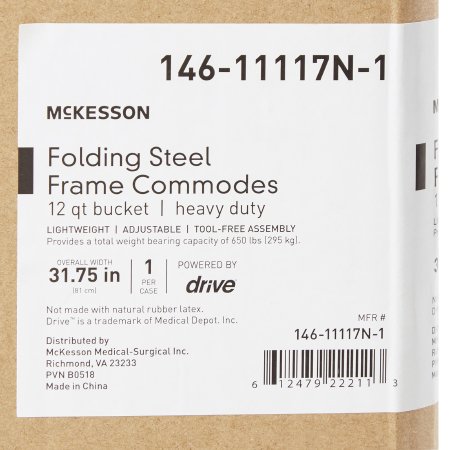 146-11117N-1
McKESSON
Folding Steel
Frame Commodes
12 qt bucket | heavy duty
LIGHTWEIGHT | ADJUSTABLE | TOOL-FREE ASSEMBLY
Provides a total weight bearing capacity of 650 lbs (295 kg).
OVERALL WIDTH
31.75 in
(81 cm)
1
PER
CASE
POWERED BY
drive
Not made with natural rubber latex.
Drive™ is a trademark of Medical Depot. Inc.
MFR #
146-11117N-1
Distributed by
McKesson Medical-Surgical Inc.
Richmond, VA 23233
PVN B0518
Made in China
6 12479 22211 3